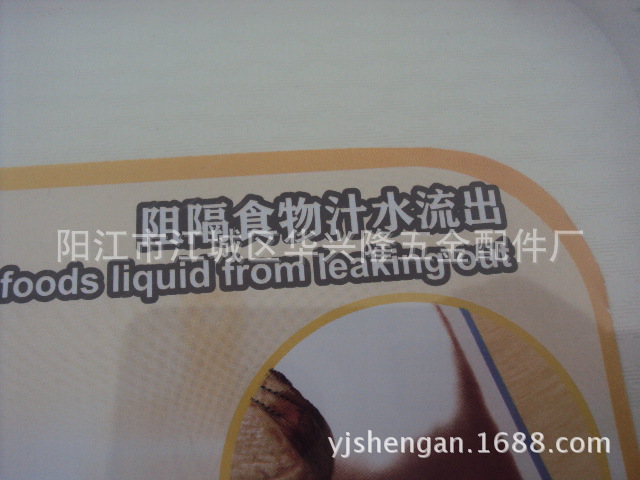 阻隔食物汁水流出
阳江市江城区华兴隆五金配件厂
foods liquid from leaking out
yjshengan.1688.com